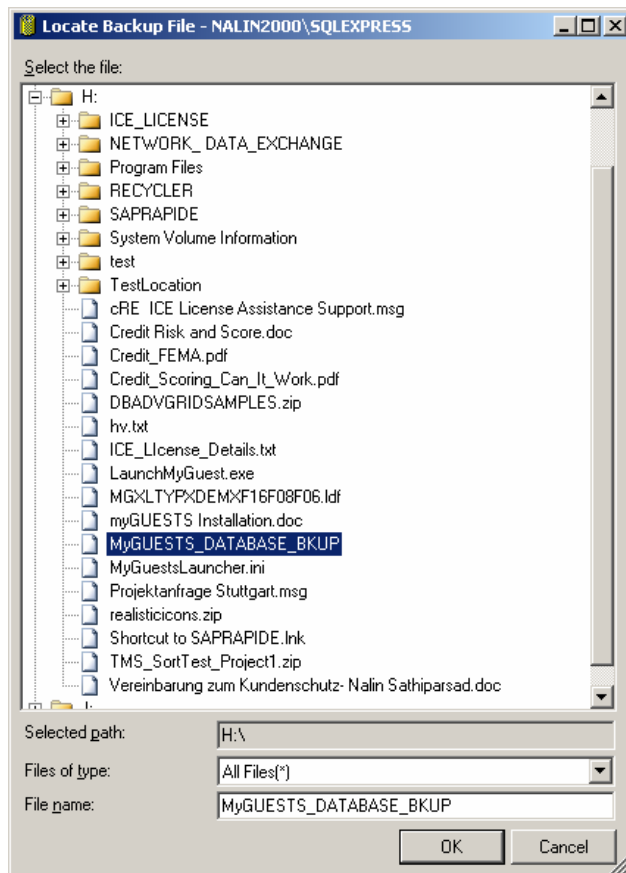 Locate Backup File - NALIN2000\SQLEXPRESS
Select the file:
H:
ICE_LICENSE
NETWORK_ DATA_EXCHANGE
Program Files
RECYCLER
SAPRAPIDE
System Volume Information
test
TestLocation
cRE ICE License Assistance Support.msg
Credit Risk and Score.doc
Credit_FEMA.pdf
Credit_Scoring_Can_It_Work.pdf
DBADVGRIDSAMPLES.zip
hv.txt
ICE_LIcense_Details.txt
LaunchMyGuest.exe
MGXLTYPXDEMXF16F08F06.ldf
myGUESTS Installation.doc
MyGUESTS_DATABASE_BKUP
MyGuestsLauncher.ini
Projektanfrage Stuttgart.msg
realisticicons.zip
Shortcut to SAPRAPIDE.lnk
TMS_SortTest_Project1.zip
Vereinbarung zum Kundenschutz- Nalin Sathiparsad.doc
Selected path:
H:\
Files of type:
All Files(*)
File name:
MyGUESTS_DATABASE_BKUP
OK Cancel